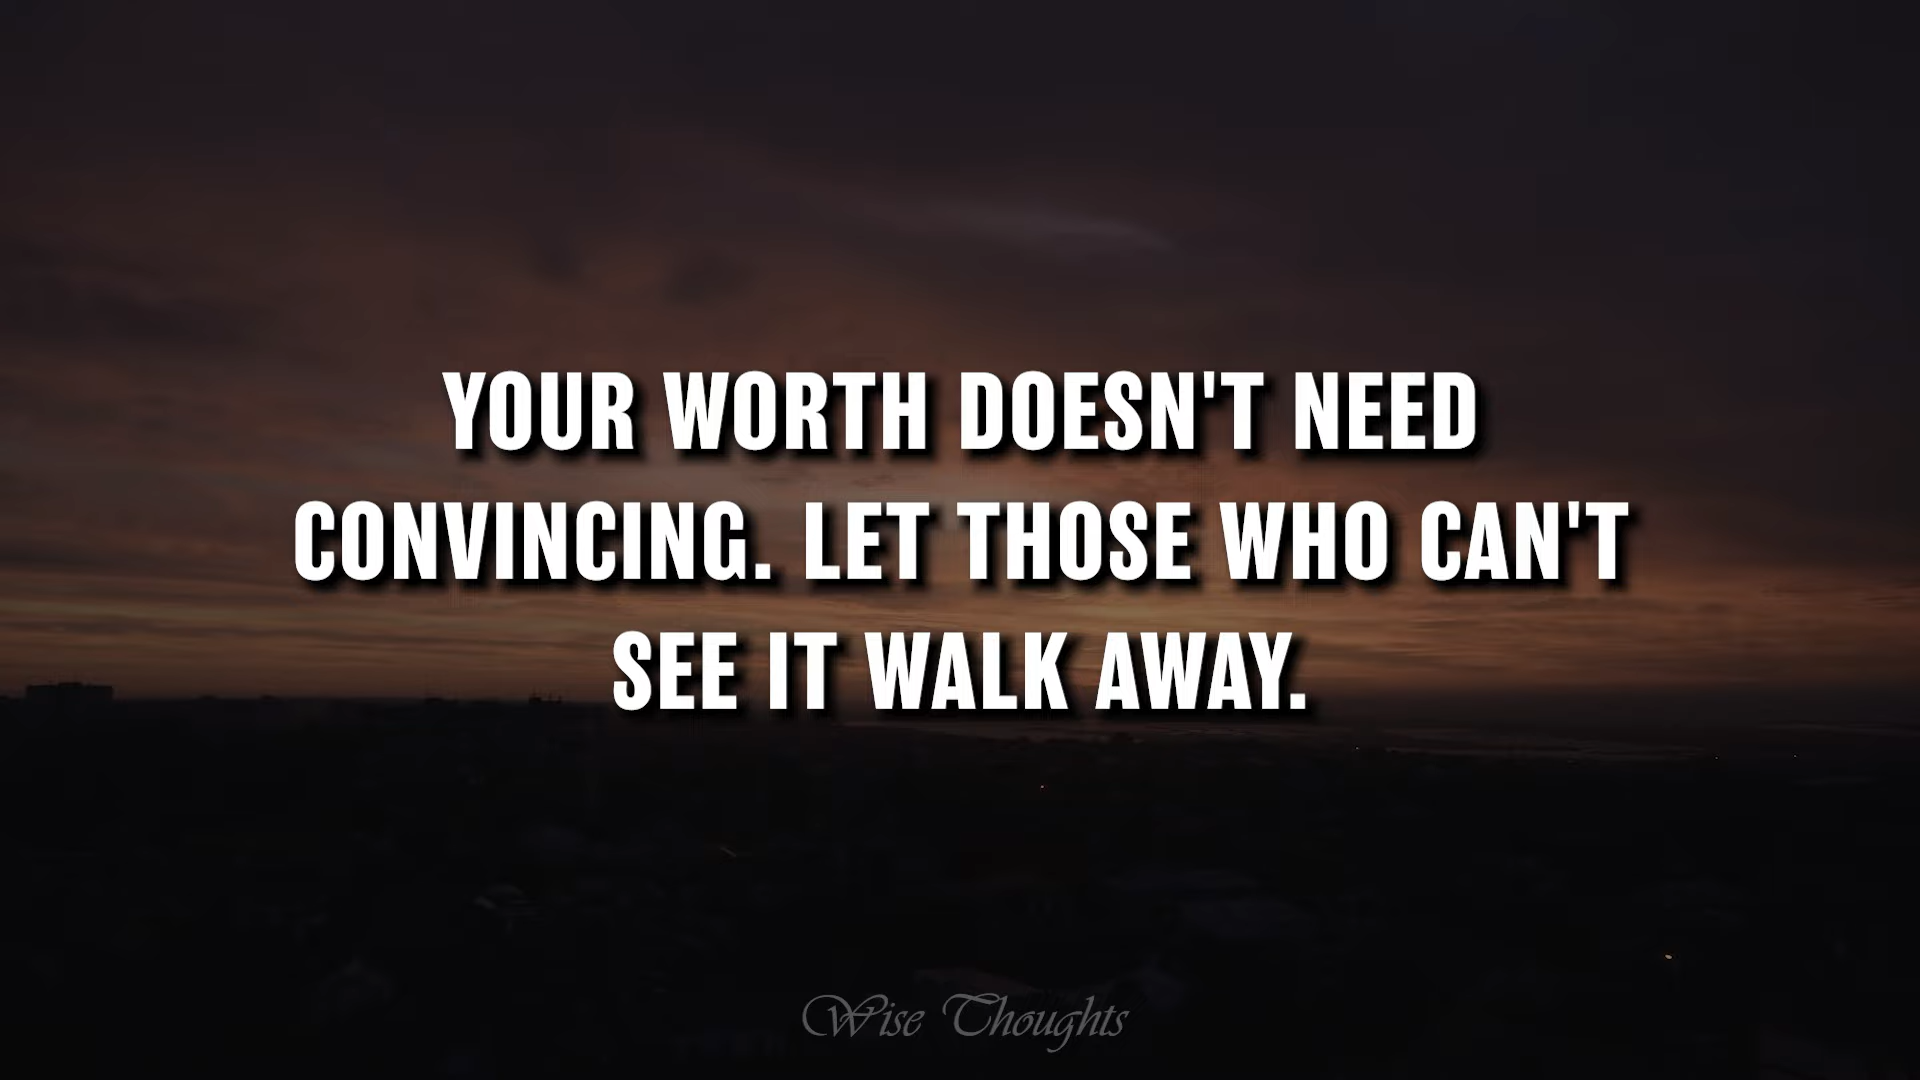 YOUR WORTH DOESN'T NEED
CONVINCING. LET THOSE WHO CAN'T
SEE IT WALK AWAY.
Wise Thoughts